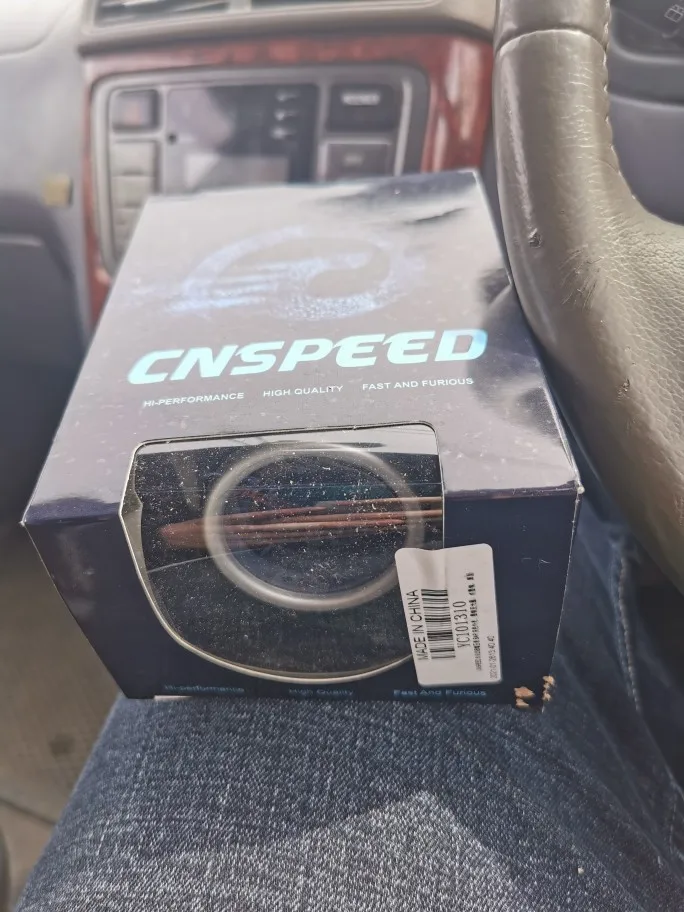 CNSPEED
HI-PERFORMANCE HIGH QUALITY FAST AND FURIOUS
MADE IN CHINA
YC101310
Hi-performance High Quality Fast And Furious